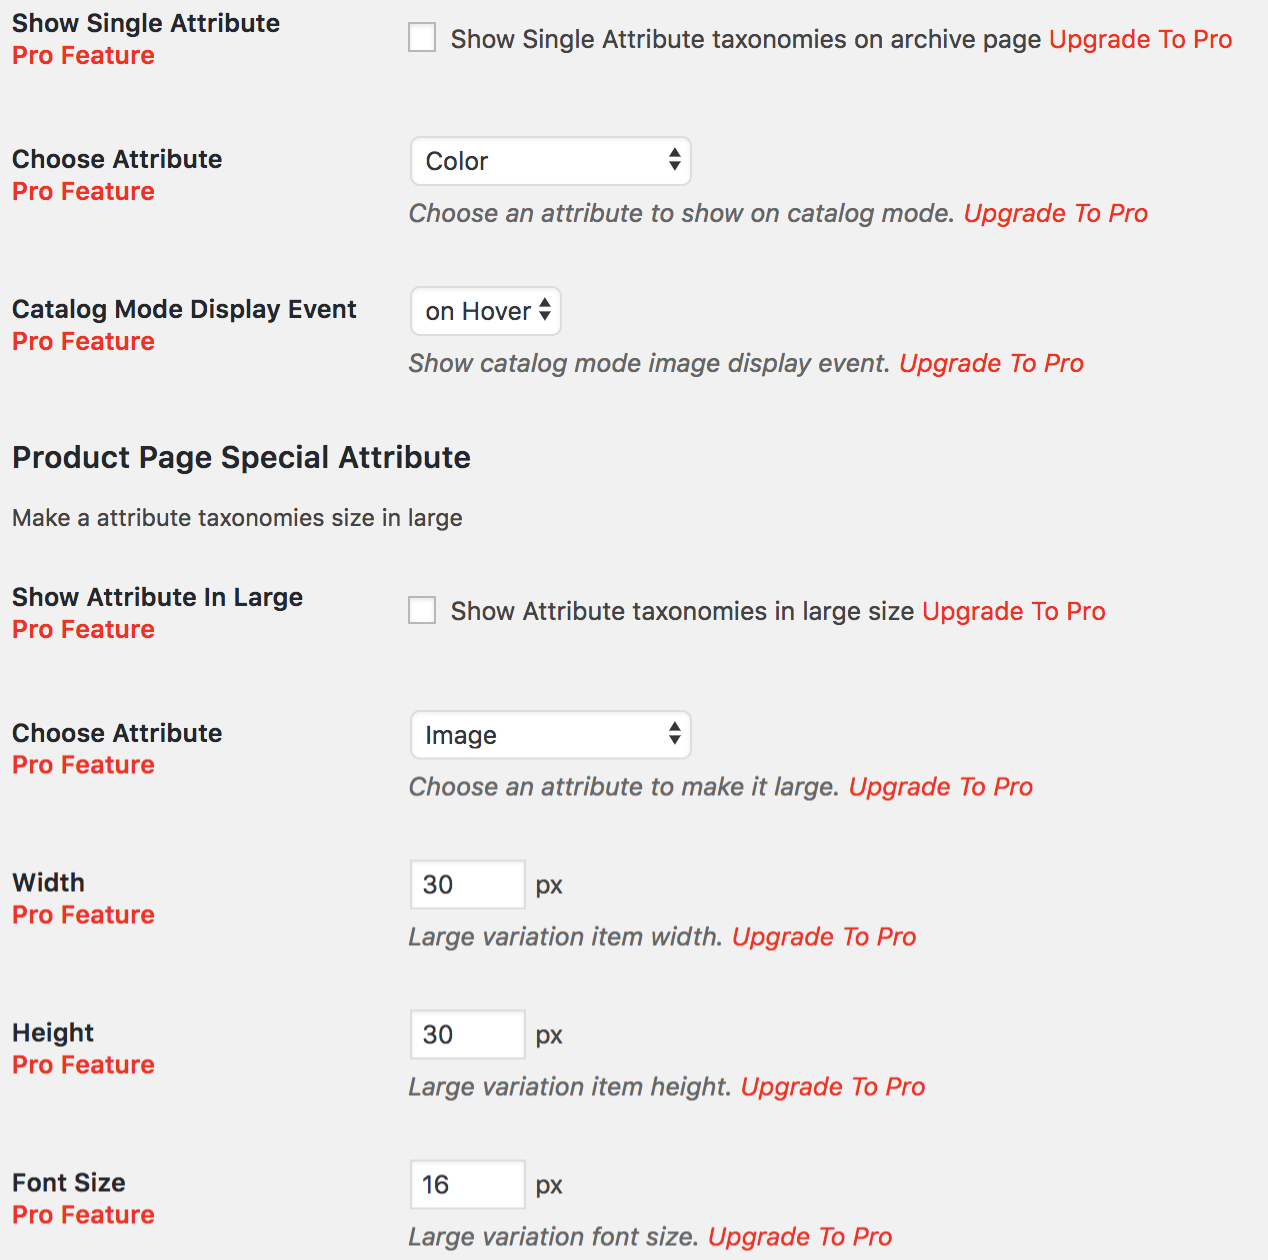 Show Single Attribute
Pro Feature
Show Single Attribute taxonomies on archive page Upgrade To Pro
Choose Attribute
Pro Feature
Color
Choose an attribute to show on catalog mode. Upgrade To Pro
Catalog Mode Display Event
Pro Feature
on Hover
Show catalog mode image display event. Upgrade To Pro
Product Page Special Attribute
Make a attribute taxonomies size in large
Show Attribute In Large
Pro Feature
Show Attribute taxonomies in large size Upgrade To Pro
Choose Attribute
Pro Feature
Image
Choose an attribute to make it large. Upgrade To Pro
Width
Pro Feature
30 px
Large variation item width. Upgrade To Pro
Height
Pro Feature
30 px
Large variation item height. Upgrade To Pro
Font Size
Pro Feature
16 px
Large variation font size. Upgrade To Pro